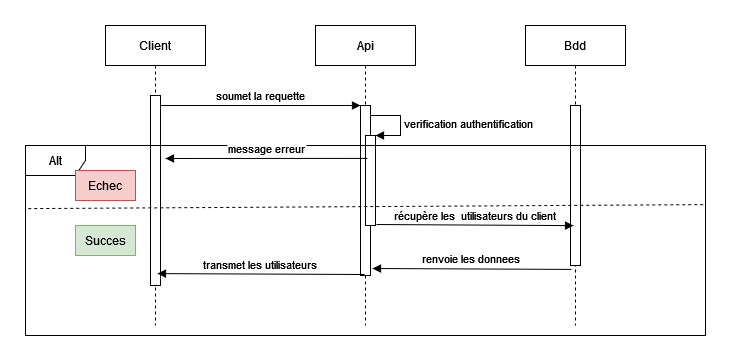 Client
Api
Bdd
soumet la requette
verification authentification
Alt
message erreur
Echec
récupère les utilisateurs du client
Succes
renvoie les donnees
transmet les utilisateurs